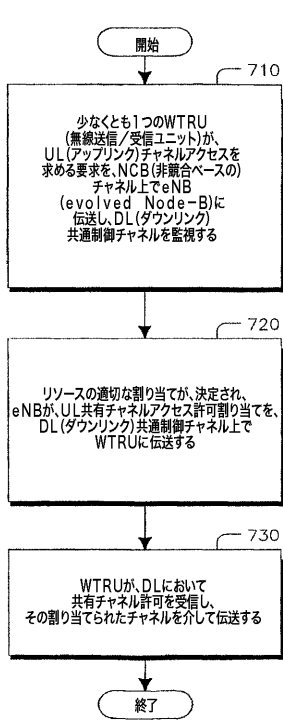 開始
710
少なくとも1つのWTRU
(無線送信/受信ユニット)が、
UL(アップリンク)チャネルアクセスを
求める要求を、NCB(非競合ベースの)
チャネル上でeNB
(evolved Node-B)に
伝送し、DL(ダウンリンク)
共通制御チャネルを監視する
720
リソースの適切な割り当てが、決定され、
eNBが、UL共有チャネルアクセス許可割り当てを、
DL(ダウンリンク)共通制御チャネル上で
WTRUに伝送する
730
WTRUが、DLにおいて
共有チャネル許可を受信し、
その割り当てられたチャネルを介して伝送する
終了